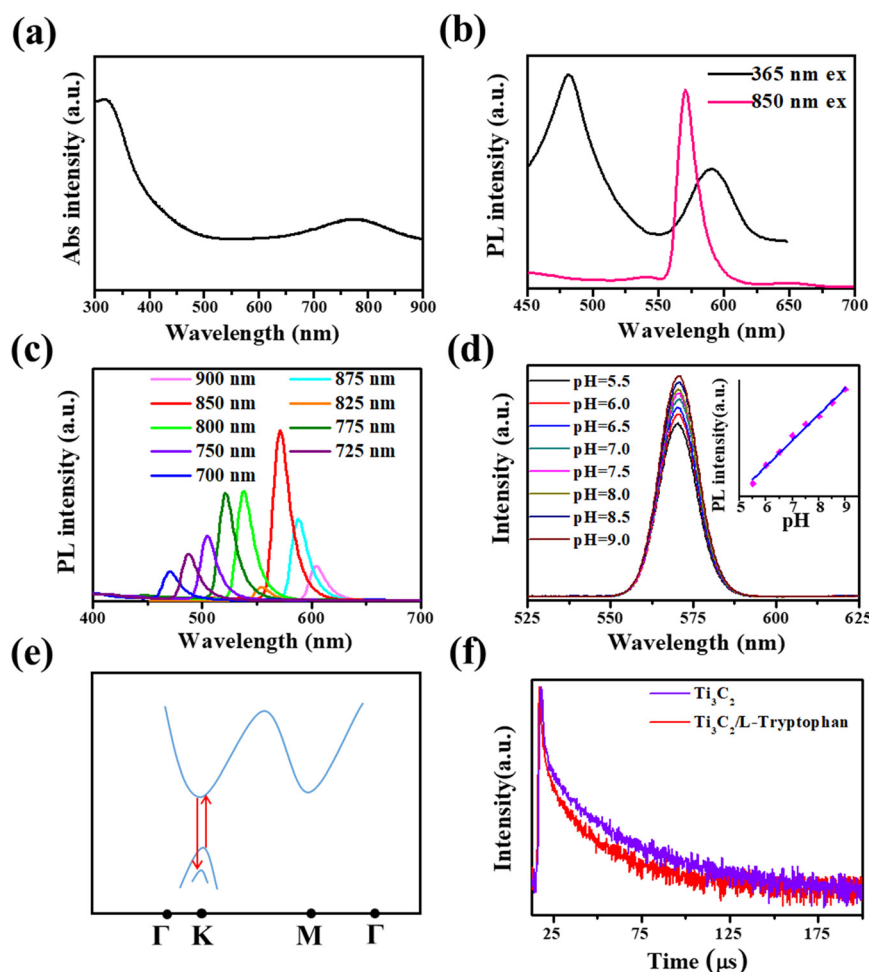 (a)
Abs intensity (a.u.)
300 400 500 600 700 800 900
Wavelength (nm)
(b)
PL intensity (a.u.)
365 nm ex
850 nm ex
450 500 550 600 650 700
Wavelength (nm)
(c)
PL intensity (a.u.)
900 nm 875 nm
850 nm 825 nm
800 nm 775 nm
750 nm 725 nm
700 nm
400 500 600 700
Wavelength (nm)
(d)
Intensity (a.u.)
pH=5.5
pH=6.0
pH=6.5
pH=7.0
pH=7.5
pH=8.0
pH=8.5
pH=9.0
PL intensity(a.u.)
6 7 8 9
pH
525 550 575 600 625
Wavelength (nm)
(e)
Γ K M Γ
(f)
Intensity(a.u.)
Ti₃C₂
Ti₃C₂/L-Tryptophan
25 75 125 175
Time (μs)